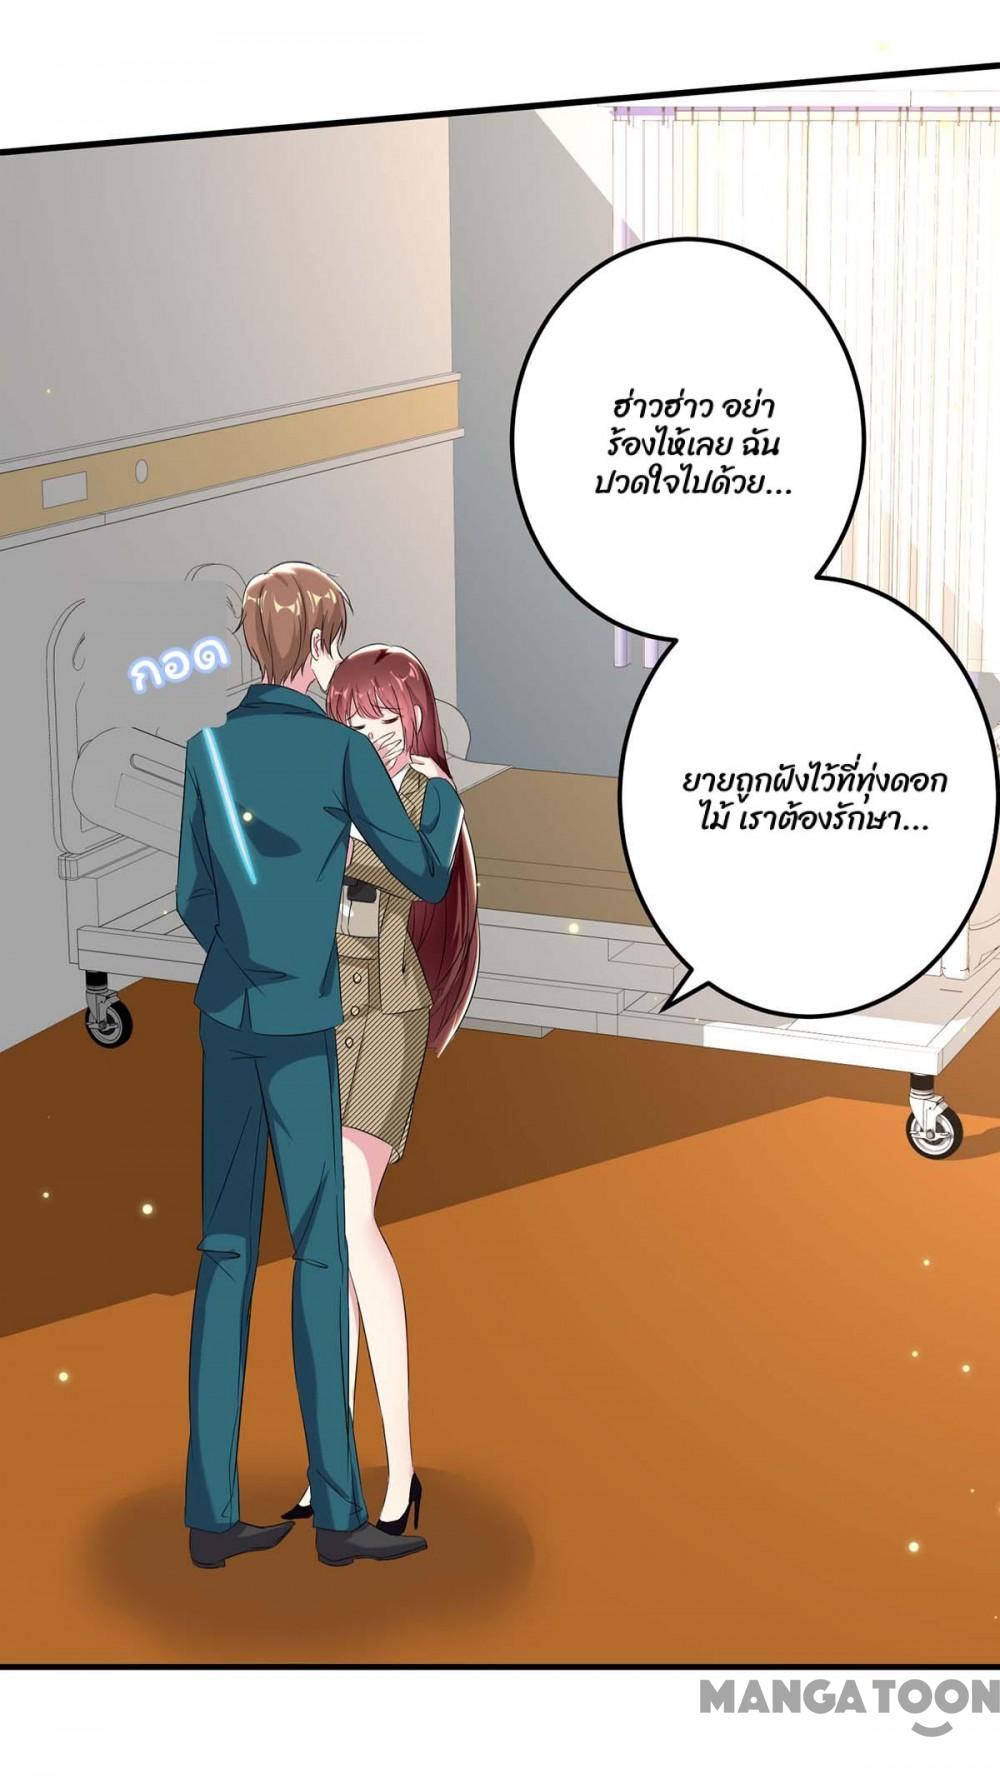 ฮ่าวฮ่าว อย่า
ร้องไห้เลย ฉัน
ปวดใจไปด้วย...
กอด
ยายถูกฝังไว้ที่ทุ่งดอก
ไม้ เราต้องรักษา...
MANGATOON